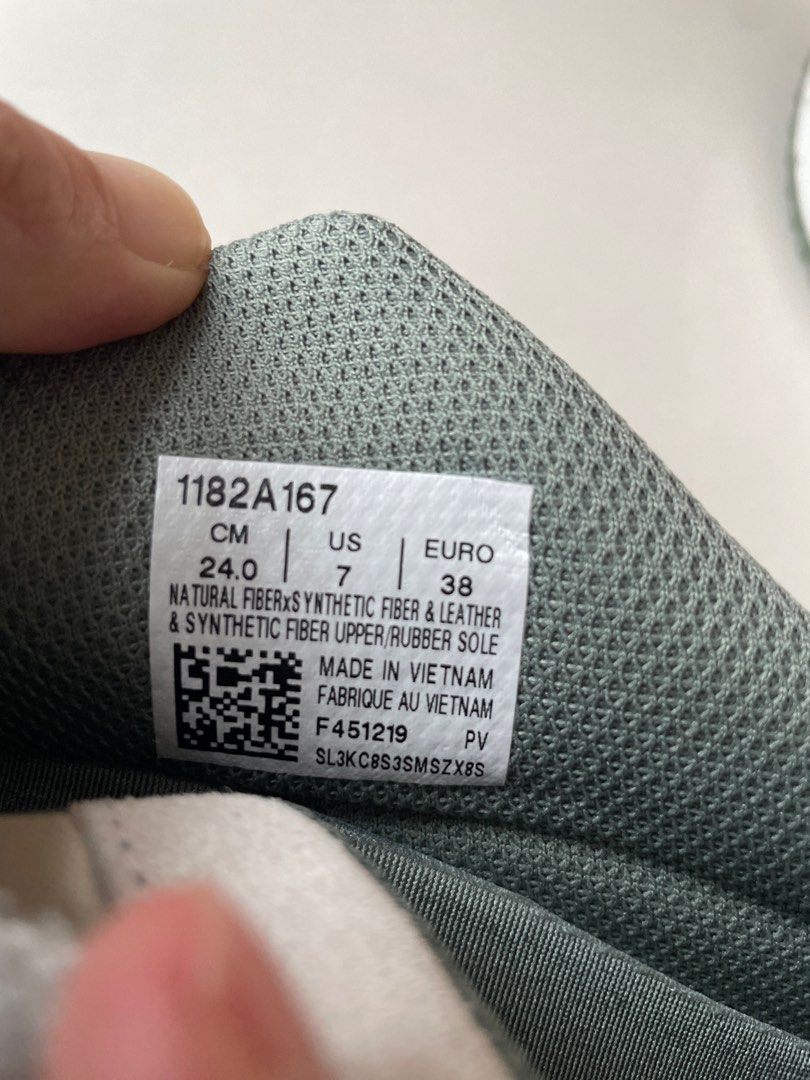 1182A167
CM | US | EURO
24.0 | 7 | 38
NATURAL FIBERxSYNTHETIC FIBER & LEATHER
& SYNTHETIC FIBER UPPER/RUBBER SOLE
MADE IN VIETNAM
FABRIQUE AU VIETNAM
F451219 PV
SL3KC8S3SMSZX8S